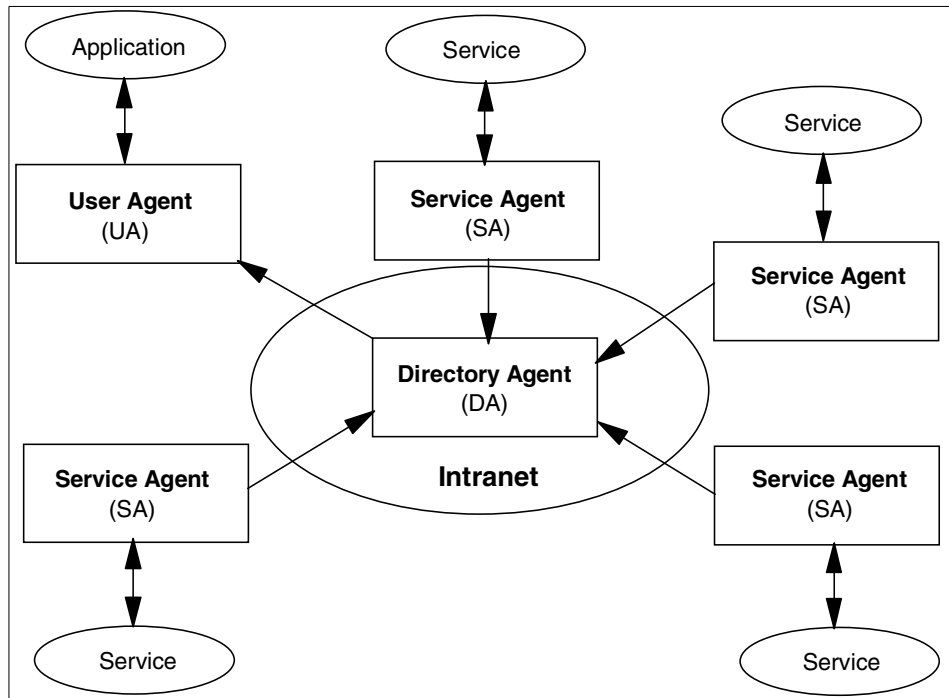 Application
Service
Service
User Agent
(UA)
Service Agent
(SA)
Service Agent
(SA)
Directory Agent
(DA)
Intranet
Service Agent
(SA)
Service Agent
(SA)
Service
Service